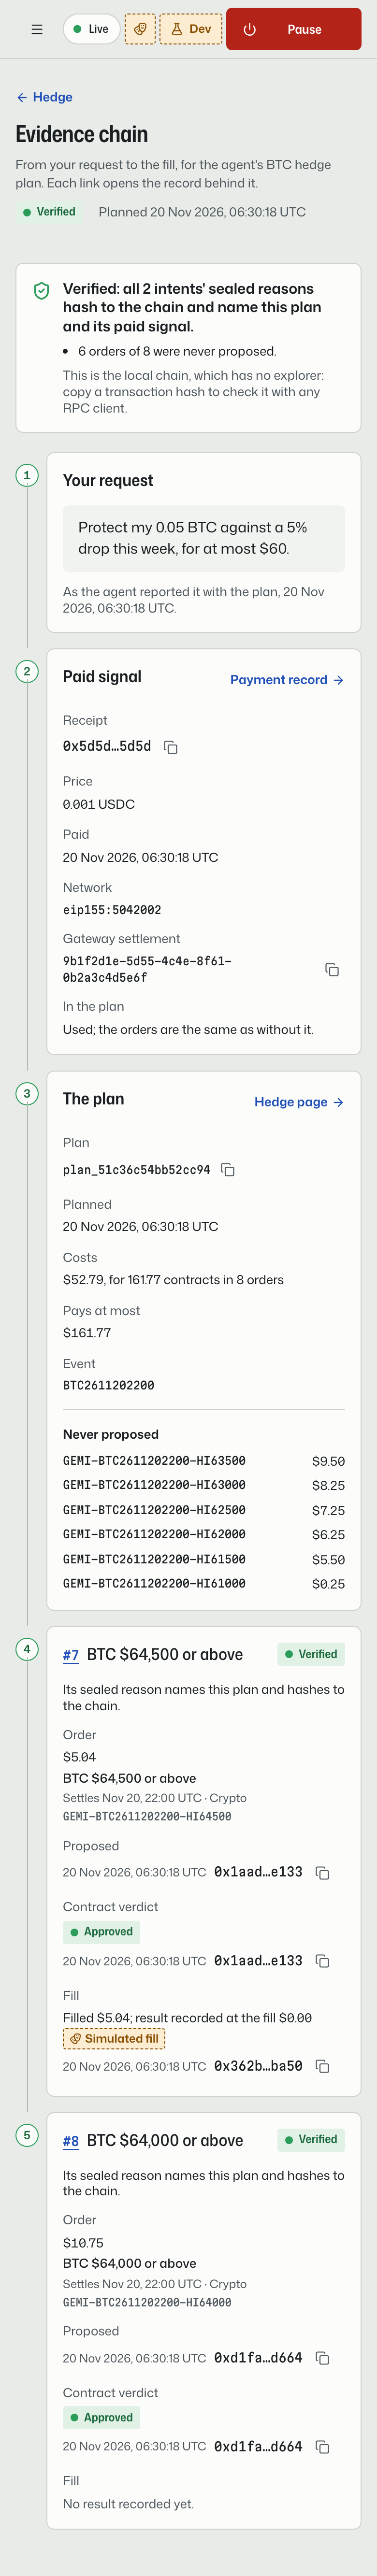 Live
Dev
Pause
← Hedge
Evidence chain
From your request to the fill, for the agent's BTC hedge
plan. Each link opens the record behind it.
Verified
Planned 20 Nov 2026, 06:30:18 UTC
Verified: all 2 intents' sealed reasons
hash to the chain and name this plan
and its paid signal.
• 6 orders of 8 were never proposed.
This is the local chain, which has no explorer:
copy a transaction hash to check it with any
RPC client.
1
Your request
Protect my 0.05 BTC against a 5%
drop this week, for at most $60.
As the agent reported it with the plan, 20 Nov
2026, 06:30:18 UTC.
2
Paid signal
Payment record →
Receipt
0x5d5d…5d5d
Price
0.001 USDC
Paid
20 Nov 2026, 06:30:18 UTC
Network
eip155:5042002
Gateway settlement
9b1f2d1e-5d55-4c4e-8f61-
0b2a3c4d5e6f
In the plan
Used; the orders are the same as without it.
3
The plan
Hedge page →
Plan
plan_51c36c54bb52cc94
Planned
20 Nov 2026, 06:30:18 UTC
Costs
$52.79, for 161.77 contracts in 8 orders
Pays at most
$161.77
Event
BTC2611202200
Never proposed
GEMI-BTC2611202200-HI63500 $9.50
GEMI-BTC2611202200-HI63000 $8.25
GEMI-BTC2611202200-HI62500 $7.25
GEMI-BTC2611202200-HI62000 $6.25
GEMI-BTC2611202200-HI61500 $5.50
GEMI-BTC2611202200-HI61000 $0.25
4
#7 BTC $64,500 or above
Verified
Its sealed reason names this plan and hashes to
the chain.
Order
$5.04
BTC $64,500 or above
Settles Nov 20, 22:00 UTC · Crypto
GEMI-BTC2611202200-HI64500
Proposed
20 Nov 2026, 06:30:18 UTC 0x1aad…e133
Contract verdict
Approved
20 Nov 2026, 06:30:18 UTC 0x1aad…e133
Fill
Filled $5.04; result recorded at the fill $0.00
Simulated fill
20 Nov 2026, 06:30:18 UTC 0x362b…ba50
5
#8 BTC $64,000 or above
Verified
Its sealed reason names this plan and hashes to
the chain.
Order
$10.75
BTC $64,000 or above
Settles Nov 20, 22:00 UTC · Crypto
GEMI-BTC2611202200-HI64000
Proposed
20 Nov 2026, 06:30:18 UTC 0xd1fa…d664
Contract verdict
Approved
20 Nov 2026, 06:30:18 UTC 0xd1fa…d664
Fill
No result recorded yet.